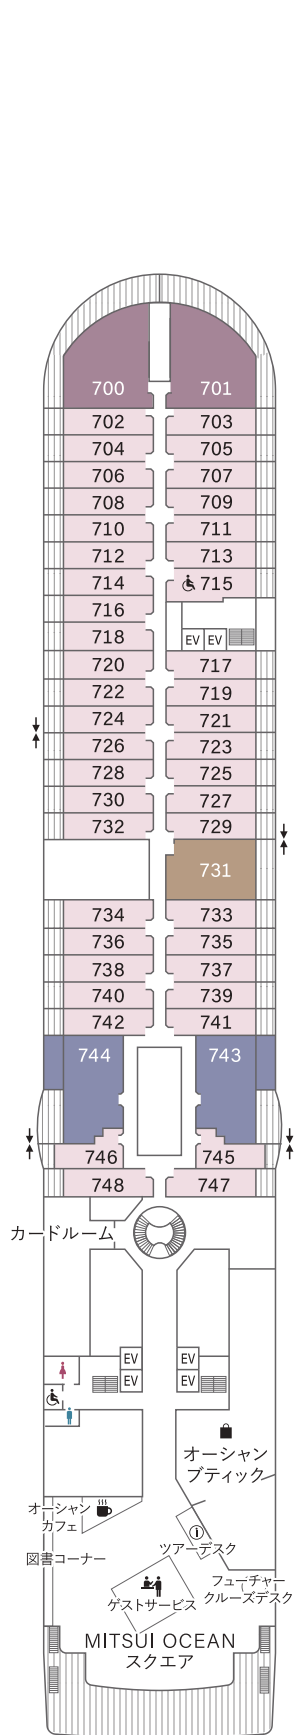 700 701
702 703
704 705
706 707
708 709
710 711
712 713
714 715
716
718 EV EV
720 717
722 719
724 721
726 723
728 725
730 727
732 729
731
734 733
736 735
738 737
740 739
742 741
744 743
746 745
748 747
カードルーム
EV EV
EV EV
オーシャン
ブティック
オーシャン
カフェ
ツアーデスク
図書コーナー
フューチャー
クルーズデスク
ゲストサービス
MITSUI OCEAN
スクエア